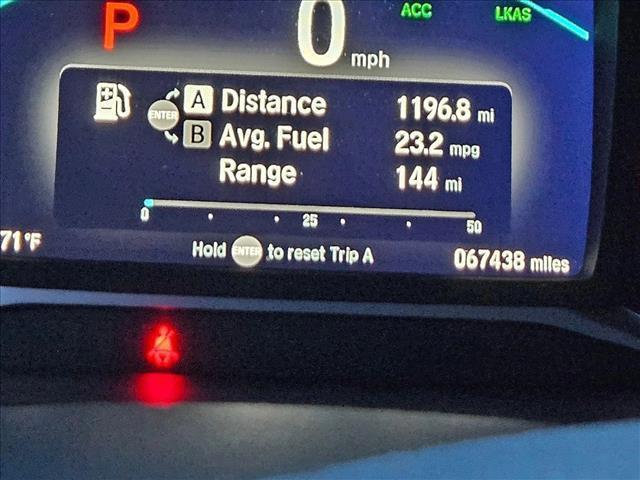 P 0 mph ACC LKAS
A Distance 1196.8 mi
ENTER
B Avg. Fuel 23.2 mpg
Range 144 mi
0 25 50
71°F Hold ENTER to reset Trip A 067438 miles